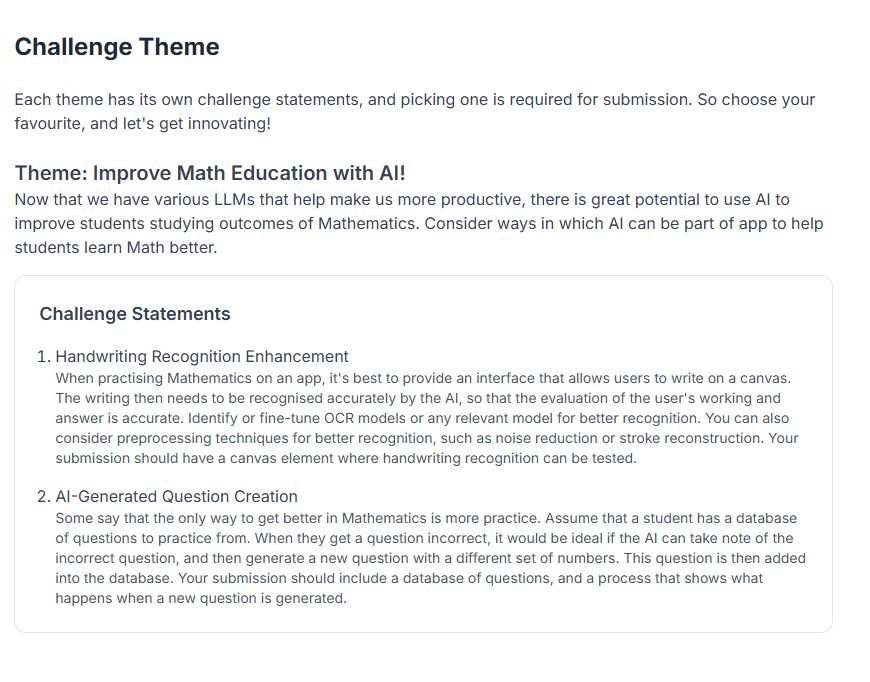 Challenge Theme
Each theme has its own challenge statements, and picking one is required for submission. So choose your
favourite, and let's get innovating!
Theme: Improve Math Education with AI!
Now that we have various LLMs that help make us more productive, there is great potential to use AI to
improve students studying outcomes of Mathematics. Consider ways in which AI can be part of app to help
students learn Math better.
Challenge Statements
1. Handwriting Recognition Enhancement
When practising Mathematics on an app, it's best to provide an interface that allows users to write on a canvas.
The writing then needs to be recognised accurately by the AI, so that the evaluation of the user's working and
answer is accurate. Identify or fine-tune OCR models or any relevant model for better recognition. You can also
consider preprocessing techniques for better recognition, such as noise reduction or stroke reconstruction. Your
submission should have a canvas element where handwriting recognition can be tested.
2. AI-Generated Question Creation
Some say that the only way to get better in Mathematics is more practice. Assume that a student has a database
of questions to practice from. When they get a question incorrect, it would be ideal if the AI can take note of the
incorrect question, and then generate a new question with a different set of numbers. This question is then added
into the database. Your submission should include a database of questions, and a process that shows what
happens when a new question is generated.